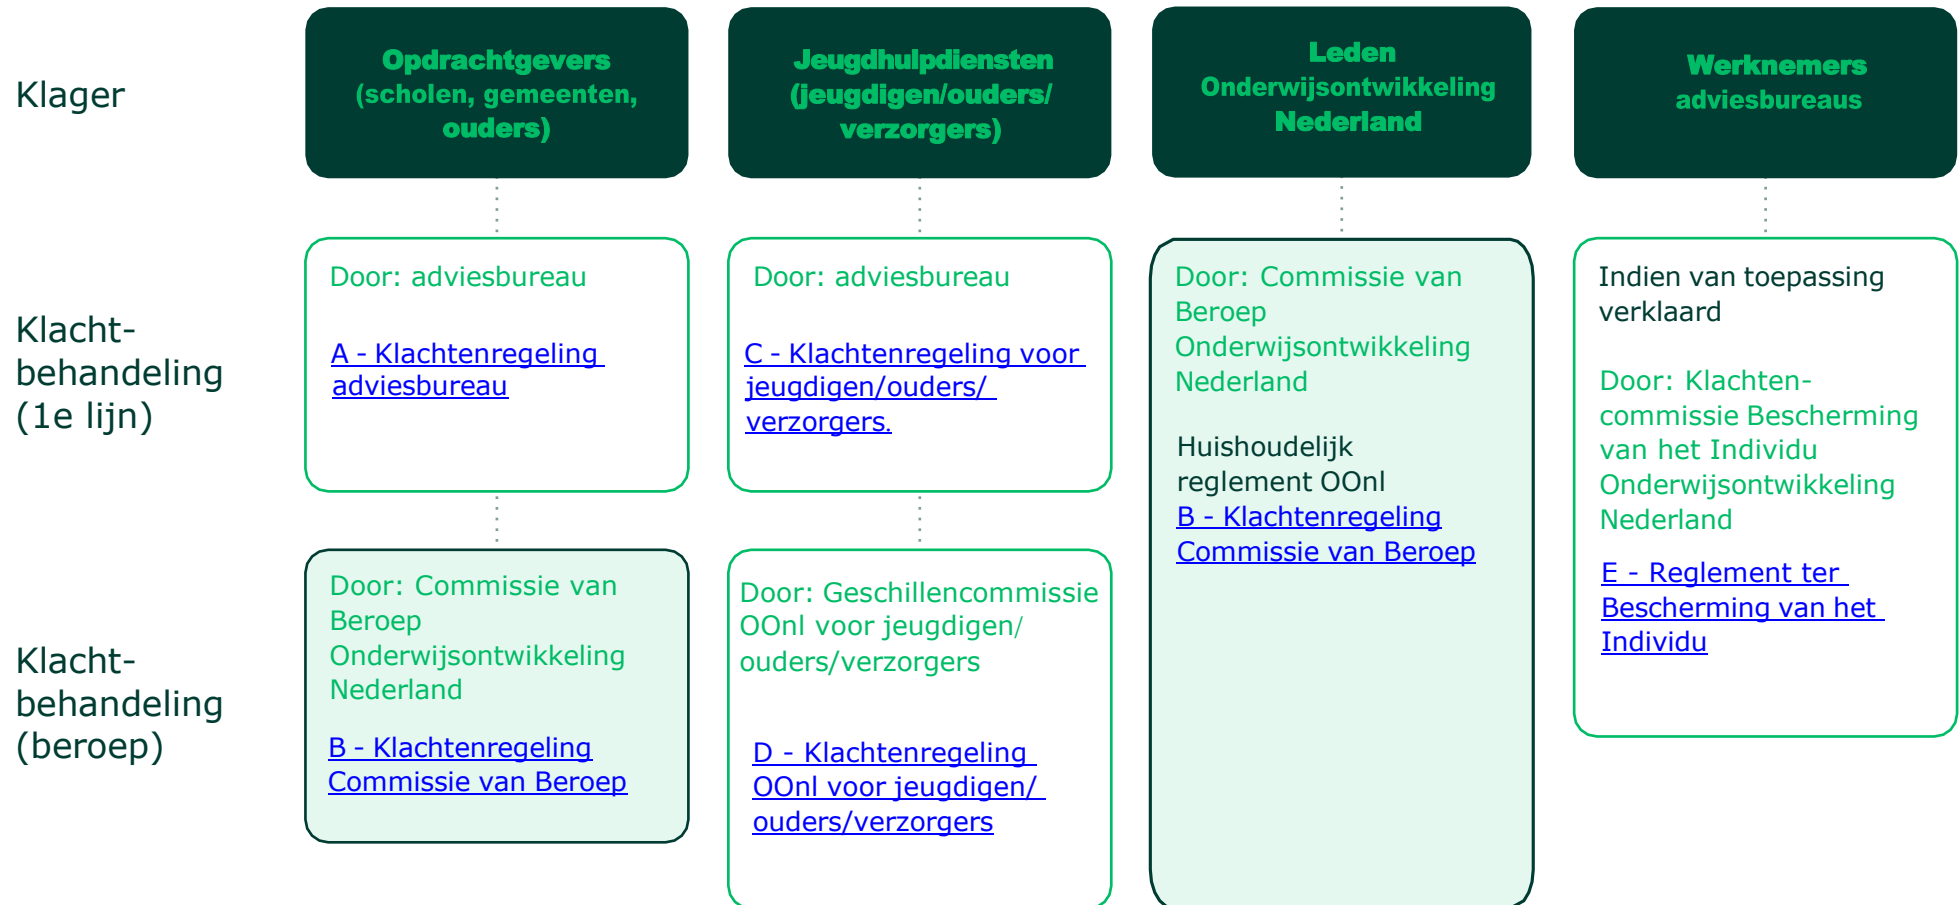 Klager
Opdrachtgevers
(scholen, gemeenten,
ouders)
Jeugdhulpdiensten
(jeugdigen/ouders/
verzorgers)
Leden
Onderwijsontwikkeling
Nederland
Werknemers
adviesbureaus
Klacht-
behandeling
(1e lijn)
Door: adviesbureau
A - Klachtenregeling
adviesbureau
Door: adviesbureau
C - Klachtenregeling voor
jeugdigen/ouders/
verzorgers.
Door: Commissie van
Beroep
Onderwijsontwikkeling
Nederland
Huishoudelijk
reglement OOnl
B - Klachtenregeling
Commissie van Beroep
Indien van toepassing
verklaard
Door: Klachten-
commissie Bescherming
van het Individu
Onderwijsontwikkeling
Nederland
E - Reglement ter
Bescherming van het
Individu
Klacht-
behandeling
(beroep)
Door: Commissie van
Beroep
Onderwijsontwikkeling
Nederland
B - Klachtenregeling
Commissie van Beroep
Door: Geschillencommissie
OOnl voor jeugdigen/
ouders/verzorgers
D - Klachtenregeling
OOnl voor jeugdigen/
ouders/verzorgers